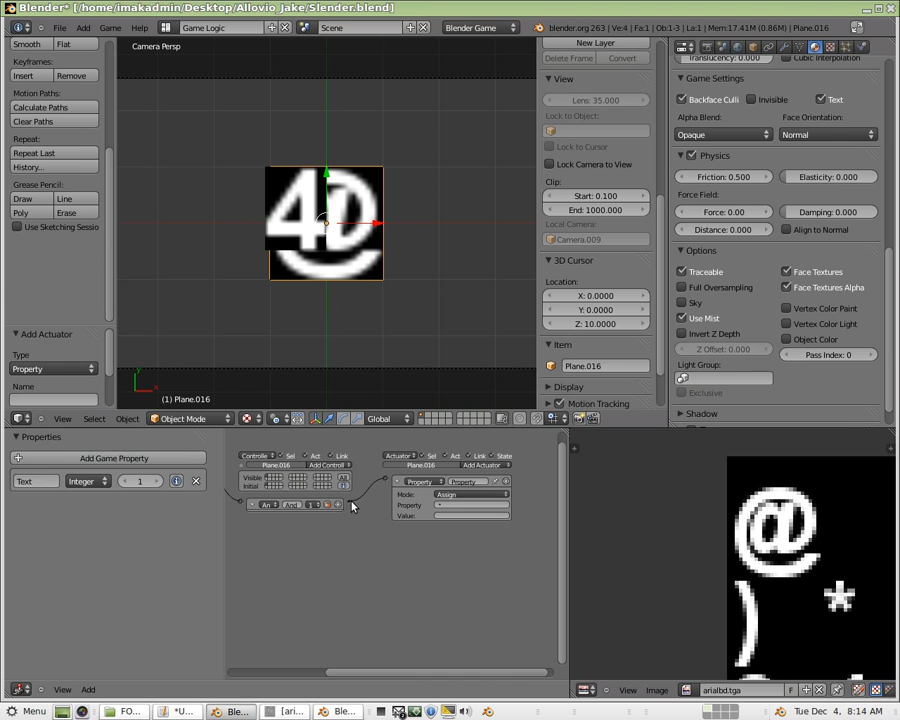 Blender* [/home/imakadmin/Desktop/Allovio_Jake/Slender.blend]
File Add Game Help Game Logic Scene Blender Game blender.org 263 | Ve:4 | Fa:1 | Ob:1-3 | La:1 | Mem:17.41M (0.86M) | Plane.016
Smooth Flat
Keyframes:
Insert Remove
Motion Paths:
Calculate Paths
Clear Paths
Repeat:
Repeat Last
History...
Grease Pencil:
Draw Line
Poly Erase
Use Sketching Sessio
Add Actuator
Type
Property
Name
Camera Persp
4
(1) Plane.016
New Layer
Delete Frame Convert
View
Lens: 35.000
Lock to Object:
Lock to Cursor
Lock Camera to View
Clip:
Start: 0.100
End: 1000.000
Local Camera:
Camera.009
3D Cursor
Location:
X: 0.0000
Y: 0.0000
Z: 10.0000
Item
Plane.016
Display
Motion Tracking
Translucency: 0.000 Cubic Interpolation
Game Settings
Backface Culli Invisible Text
Alpha Blend: Face Orientation:
Opaque Normal
Physics
Friction: 0.500 Elasticity: 0.000
Force Field:
Force: 0.00 Damping: 0.000
Distance: 0.000 Align to Normal
Options
Traceable Face Textures
Full Oversampling Face Textures Alpha
Sky
Use Mist Vertex Color Paint
Invert Z Depth Vertex Color Light
Z Offset: 0.000 Object Color
Light Group: Pass Index: 0
Exclusive
Shadow
View Select Object Object Mode Global
Properties
Add Game Property
Text Integer 1
Controlle Sel Act Link
Plane.016 Add Controll
Visible All
Initial
An And 1
Actuator Sel Act Link State
Plane.016 Add Actuator
Property Property
Mode: Assign
Property
Value:
@
) *
View Add
View Image arialbd.tga F
Menu FO... *U... Ble... [ari... Ble... Tue Dec 4, 8:14 AM